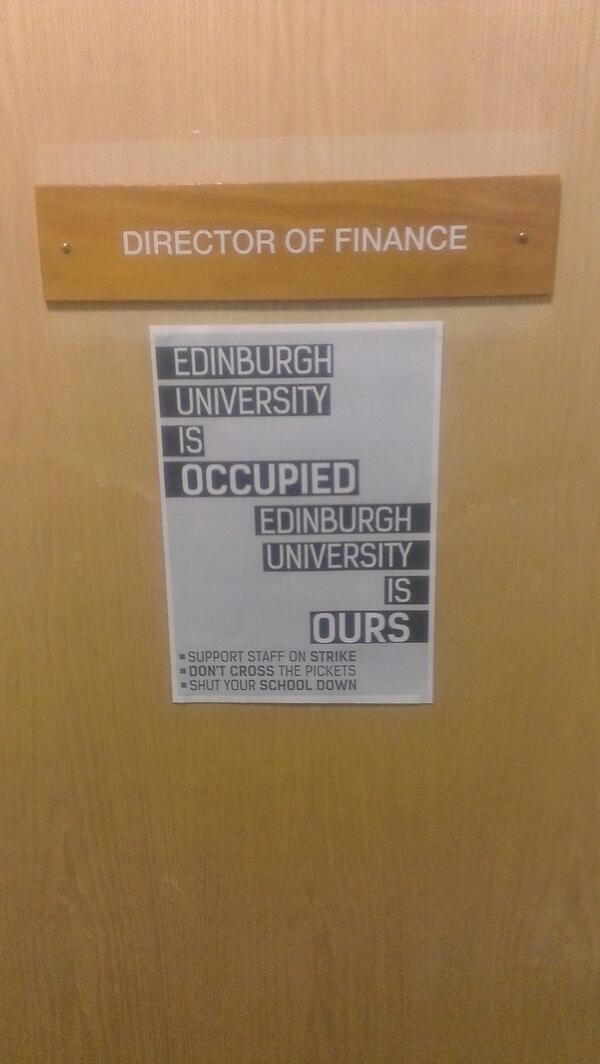 DIRECTOR OF FINANCE
EDINBURGH
UNIVERSITY
IS
OCCUPIED
EDINBURGH
UNIVERSITY
IS
OURS
▪ SUPPORT STAFF ON STRIKE
▪ DON'T CROSS THE PICKETS
▪ SHUT YOUR SCHOOL DOWN